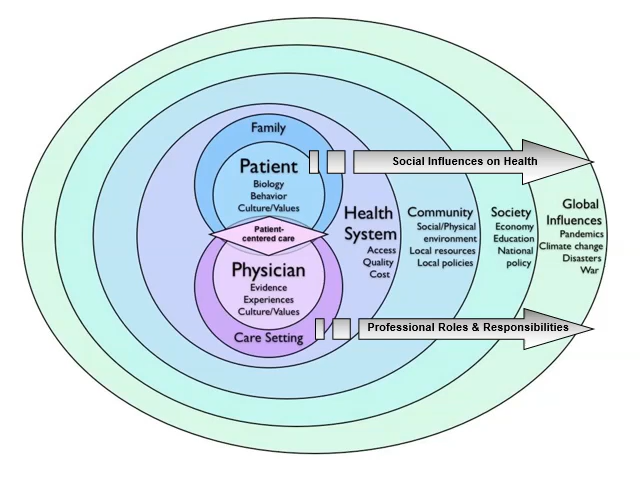 Family
Patient
Biology
Behavior
Culture/Values
Patient-
centered care
Physician
Evidence
Experiences
Culture/Values
Care Setting
Social Influences on Health
Professional Roles & Responsibilities
Health
System
Access
Quality
Cost
Community
Social/Physical
environment
Local resources
Local policies
Society
Economy
Education
National
policy
Global
Influences
Pandemics
Climate change
Disasters
War